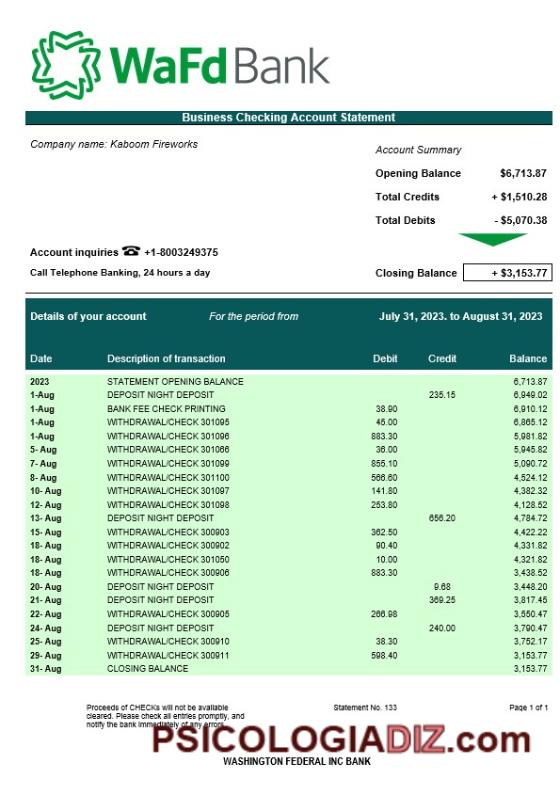 WaFd Bank
Business Checking Account Statement
Company name: Kaboom Fireworks
Account Summary
Opening Balance $6,713.87
Total Credits + $1,510.28
Total Debits - $5,070.38
Account inquiries ☎ +1-8003249375
Call Telephone Banking, 24 hours a day
Closing Balance + $3,153.77
Details of your account For the period from July 31, 2023. to August 31, 2023
Date Description of transaction Debit Credit Balance
2023 STATEMENT OPENING BALANCE 6,713.87
1-Aug DEPOSIT NIGHT DEPOSIT 235.15 6,949.02
1-Aug BANK FEE CHECK PRINTING 38.90 6,910.12
1-Aug WITHDRAWAL/CHECK 301095 45.00 6,865.12
1-Aug WITHDRAWAL/CHECK 301096 883.30 5,981.82
5- Aug WITHDRAWAL/CHECK 301066 36.00 5,945.82
7- Aug WITHDRAWAL/CHECK 301099 855.10 5,090.72
8- Aug WITHDRAWAL/CHECK 301100 566.60 4,524.12
10- Aug WITHDRAWAL/CHECK 301097 141.80 4,382.32
12- Aug WITHDRAWAL/CHECK 301098 253.80 4,128.52
13- Aug DEPOSIT NIGHT DEPOSIT 656.20 4,784.72
15- Aug WITHDRAWAL/CHECK 300903 362.50 4,422.22
18- Aug WITHDRAWAL/CHECK 300902 90.40 4,331.82
18- Aug WITHDRAWAL/CHECK 301050 10.00 4,321.82
18- Aug WITHDRAWAL/CHECK 300906 883.30 3,438.52
20- Aug DEPOSIT NIGHT DEPOSIT 9.68 3,448.20
21- Aug DEPOSIT NIGHT DEPOSIT 369.25 3,817.45
22- Aug WITHDRAWAL/CHECK 300905 266.98 3,550.47
24- Aug DEPOSIT NIGHT DEPOSIT 240.00 3,790.47
25- Aug WITHDRAWAL/CHECK 300910 38.30 3,752.17
29- Aug WITHDRAWAL/CHECK 300911 598.40 3,153.77
31- Aug CLOSING BALANCE 3,153.77
Proceeds of CHECKs will not be available
cleared. Please check all entries promptly, and
notify the bank immediately of any errors.
Statement No. 133
Page 1 of 1
PSICOLOGIADIZ.com
WASHINGTON FEDERAL INC BANK